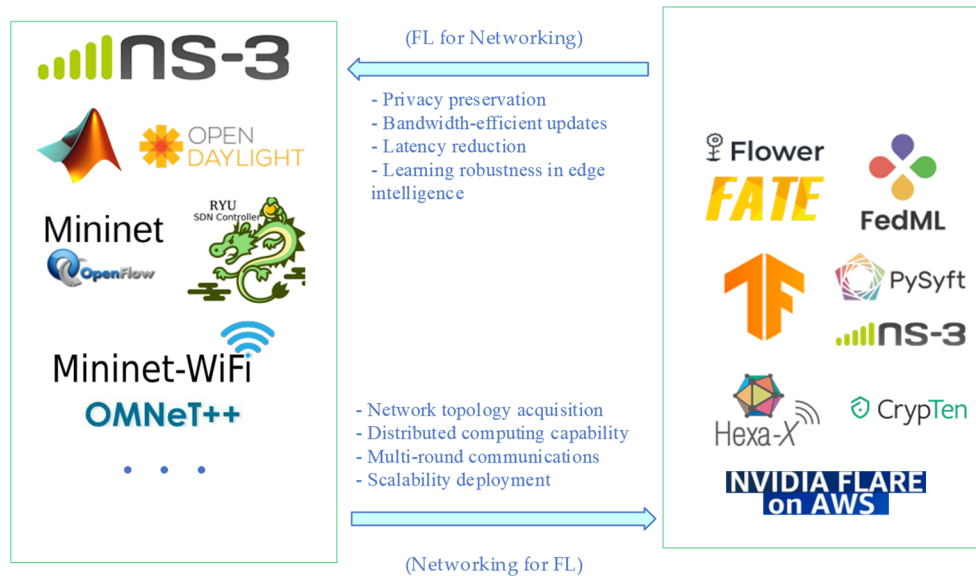 ns-3
OPEN
DAYLIGHT
Mininet
OpenFlow
RYU
SDN Controller
Mininet-WiFi
OMNeT++
• • •
(FL for Networking)
- Privacy preservation
- Bandwidth-efficient updates
- Latency reduction
- Learning robustness in edge
intelligence
- Network topology acquisition
- Distributed computing capability
- Multi-round communications
- Scalability deployment
(Networking for FL)
Flower
FATE
FedML
PySyft
ns-3
Hexa-X
CrypTen
NVIDIA FLARE
on AWS